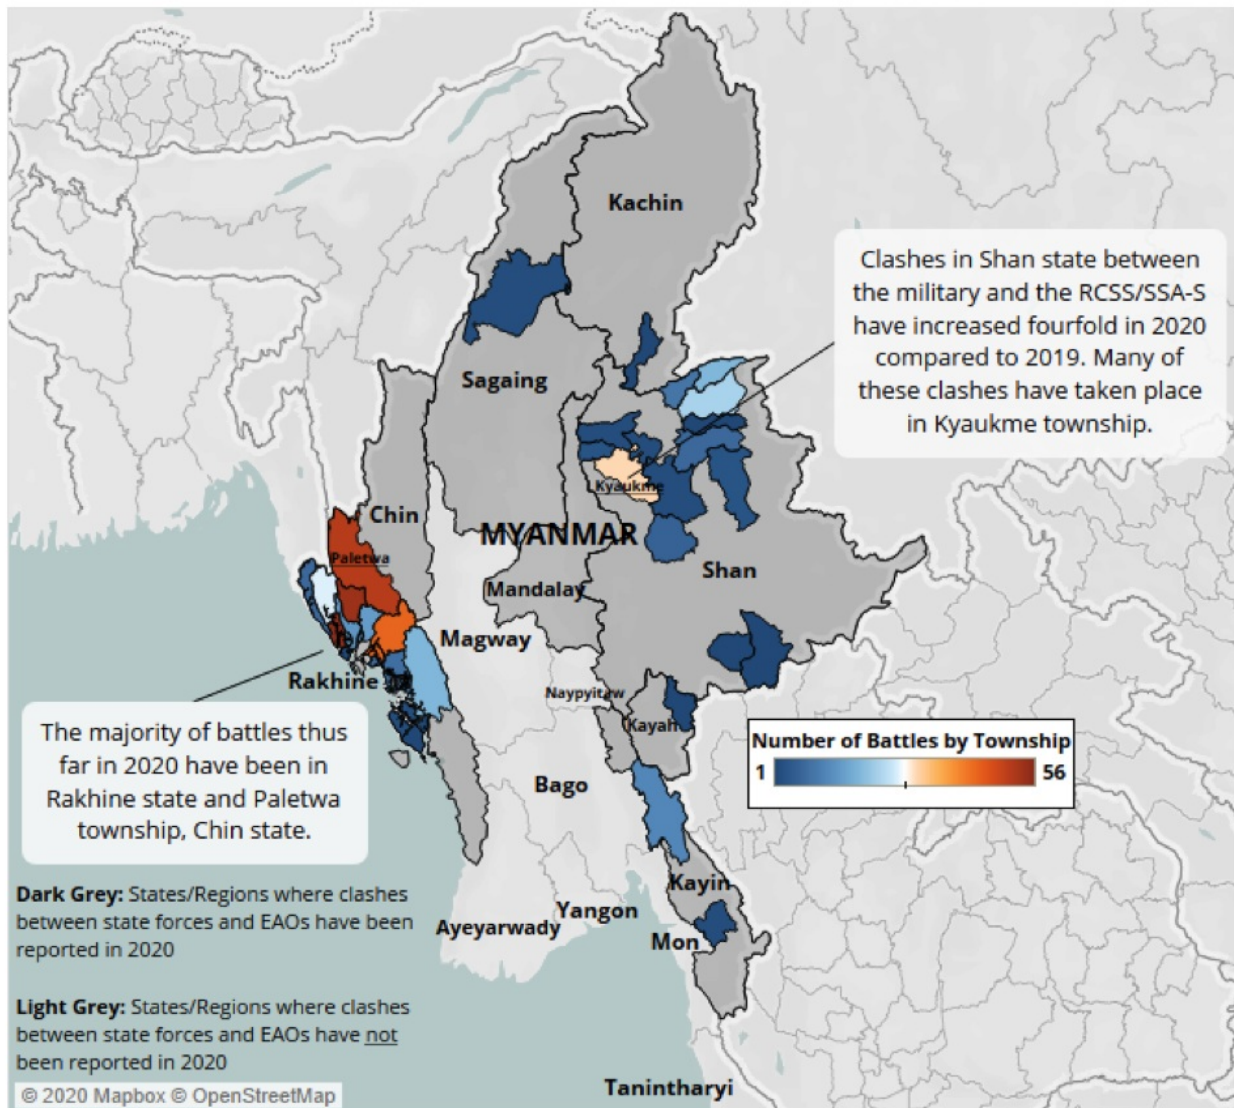 Kachin
Clashes in Shan state between
the military and the RCSS/SSA-S
have increased fourfold in 2020
compared to 2019. Many of
these clashes have taken place
in Kyaukme township.
Sagaing
Kyaukme
Chin
MYANMAR
Paletwa
Shan
Mandalay
Magway
Rakhine
Naypyitaw
Kayah
The majority of battles thus
far in 2020 have been in
Rakhine state and Paletwa
township, Chin state.
Number of Battles by Township
1 56
Bago
Kayin
Yangon
Ayeyarwady
Mon
Dark Grey: States/Regions where clashes
between state forces and EAOs have been
reported in 2020
Light Grey: States/Regions where clashes
between state forces and EAOs have not
been reported in 2020
Tanintharyi
© 2020 Mapbox © OpenStreetMap